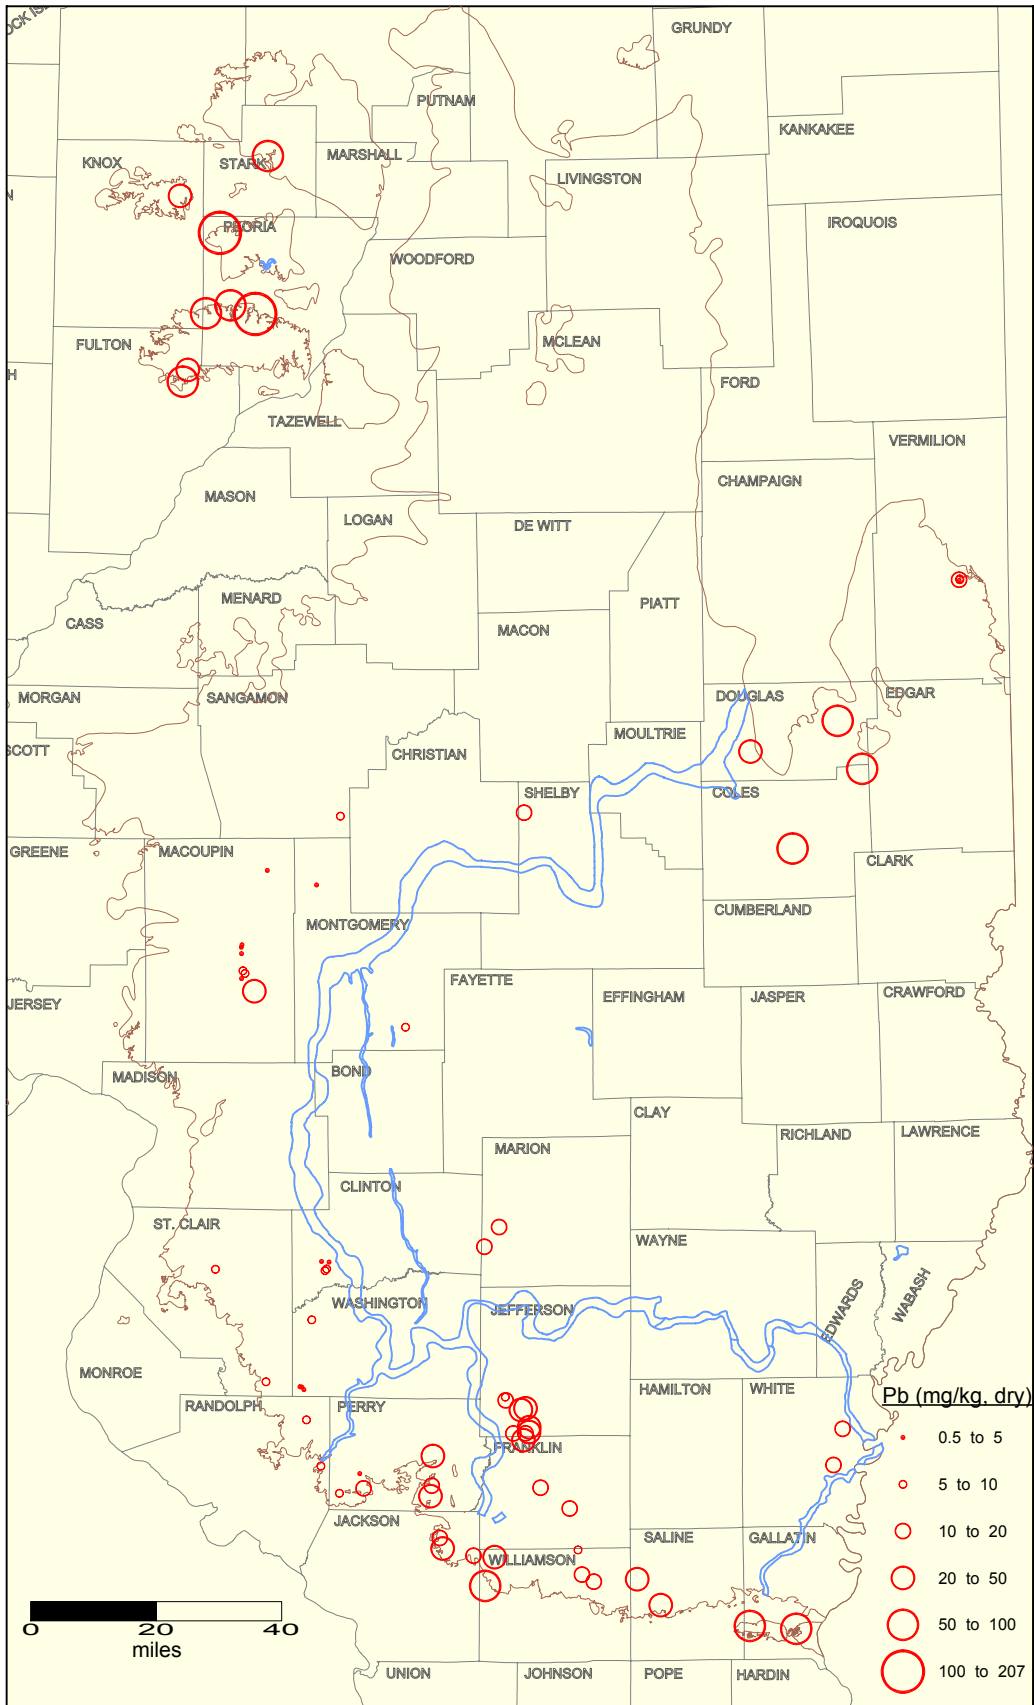 OCK ISL
GRUNDY
PUTNAM
KANKAKEE
KNOX
STARK
MARSHALL
LIVINGSTON
N
PEORIA
IROQUOIS
WOODFORD
FULTON
MCLEAN
H
FORD
TAZEWELL
VERMILION
CHAMPAIGN
MASON
LOGAN
DE WITT
MENARD
PIATT
CASS
MACON
MORGAN
SANGAMON
DOUGLAS
EDGAR
SCOTT
CHRISTIAN
MOULTRIE
SHELBY
COLES
GREENE
MACOUPIN
CLARK
MONTGOMERY
CUMBERLAND
FAYETTE
JERSEY
EFFINGHAM
JASPER
CRAWFORD
MADISON
BOND
CLAY
RICHLAND
LAWRENCE
MARION
CLINTON
ST. CLAIR
WAYNE
EDWARDS
WABASH
WASHINGTON
JEFFERSON
MONROE
HAMILTON
WHITE
RANDOLPH
PERRY
FRANKLIN
JACKSON
SALINE
GALLATIN
WILLIAMSON
UNION
JOHNSON
POPE
HARDIN
Pb (mg/kg, dry)
0.5 to 5
5 to 10
10 to 20
20 to 50
50 to 100
100 to 207
0 20 40
miles